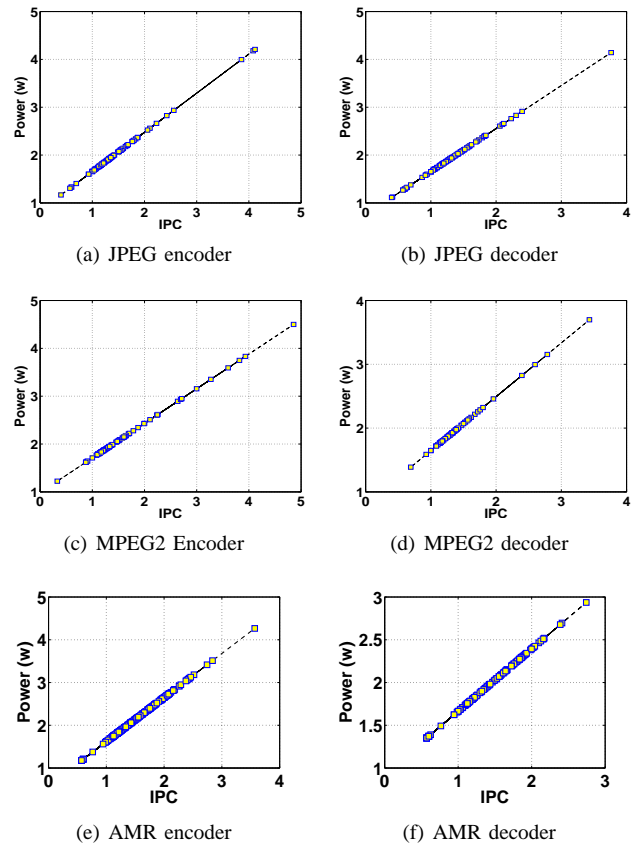 5
4
3
2
1
Power (w)
0 1 2 3 4 5
IPC
(a) JPEG encoder
5
4
3
2
1
Power (w)
0 1 2 3 4
IPC
(b) JPEG decoder
5
4
3
2
1
Power (w)
0 1 2 3 4 5
IPC
(c) MPEG2 Encoder
4
3
2
1
Power (w)
0 1 2 3 4
IPC
(d) MPEG2 decoder
5
4
3
2
1
Power (w)
0 1 2 3 4
IPC
(e) AMR encoder
3
2.5
2
1.5
1
Power (w)
0 1 2 3
IPC
(f) AMR decoder